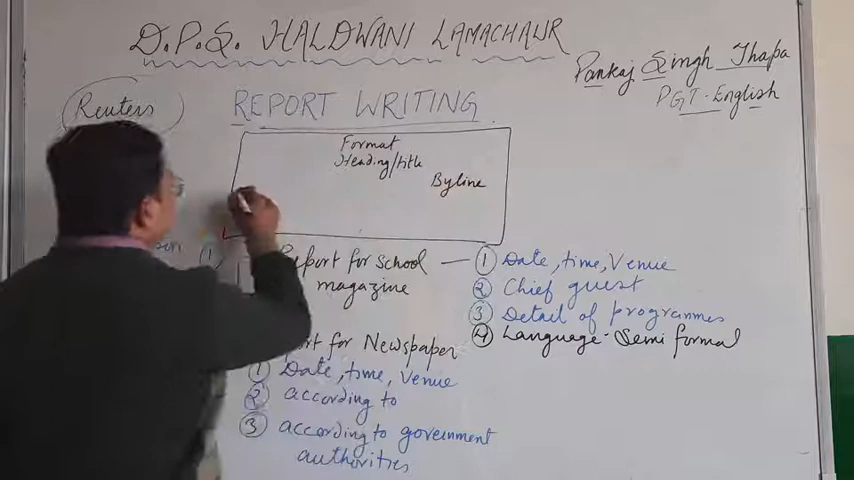 D.P.S. HALDWANI LAMACHAUR
Pankaj Singh Thapa
PGT-English
Reuters
REPORT WRITING
Format
Heading/title
Byline
Report for School
magazine
① Date, time, Venue
② Chief guest
③ Detail of programmes
④ Language-Semi formal
for Newspaper
① Date, time, Venue
② according to
③ according to government
authorities